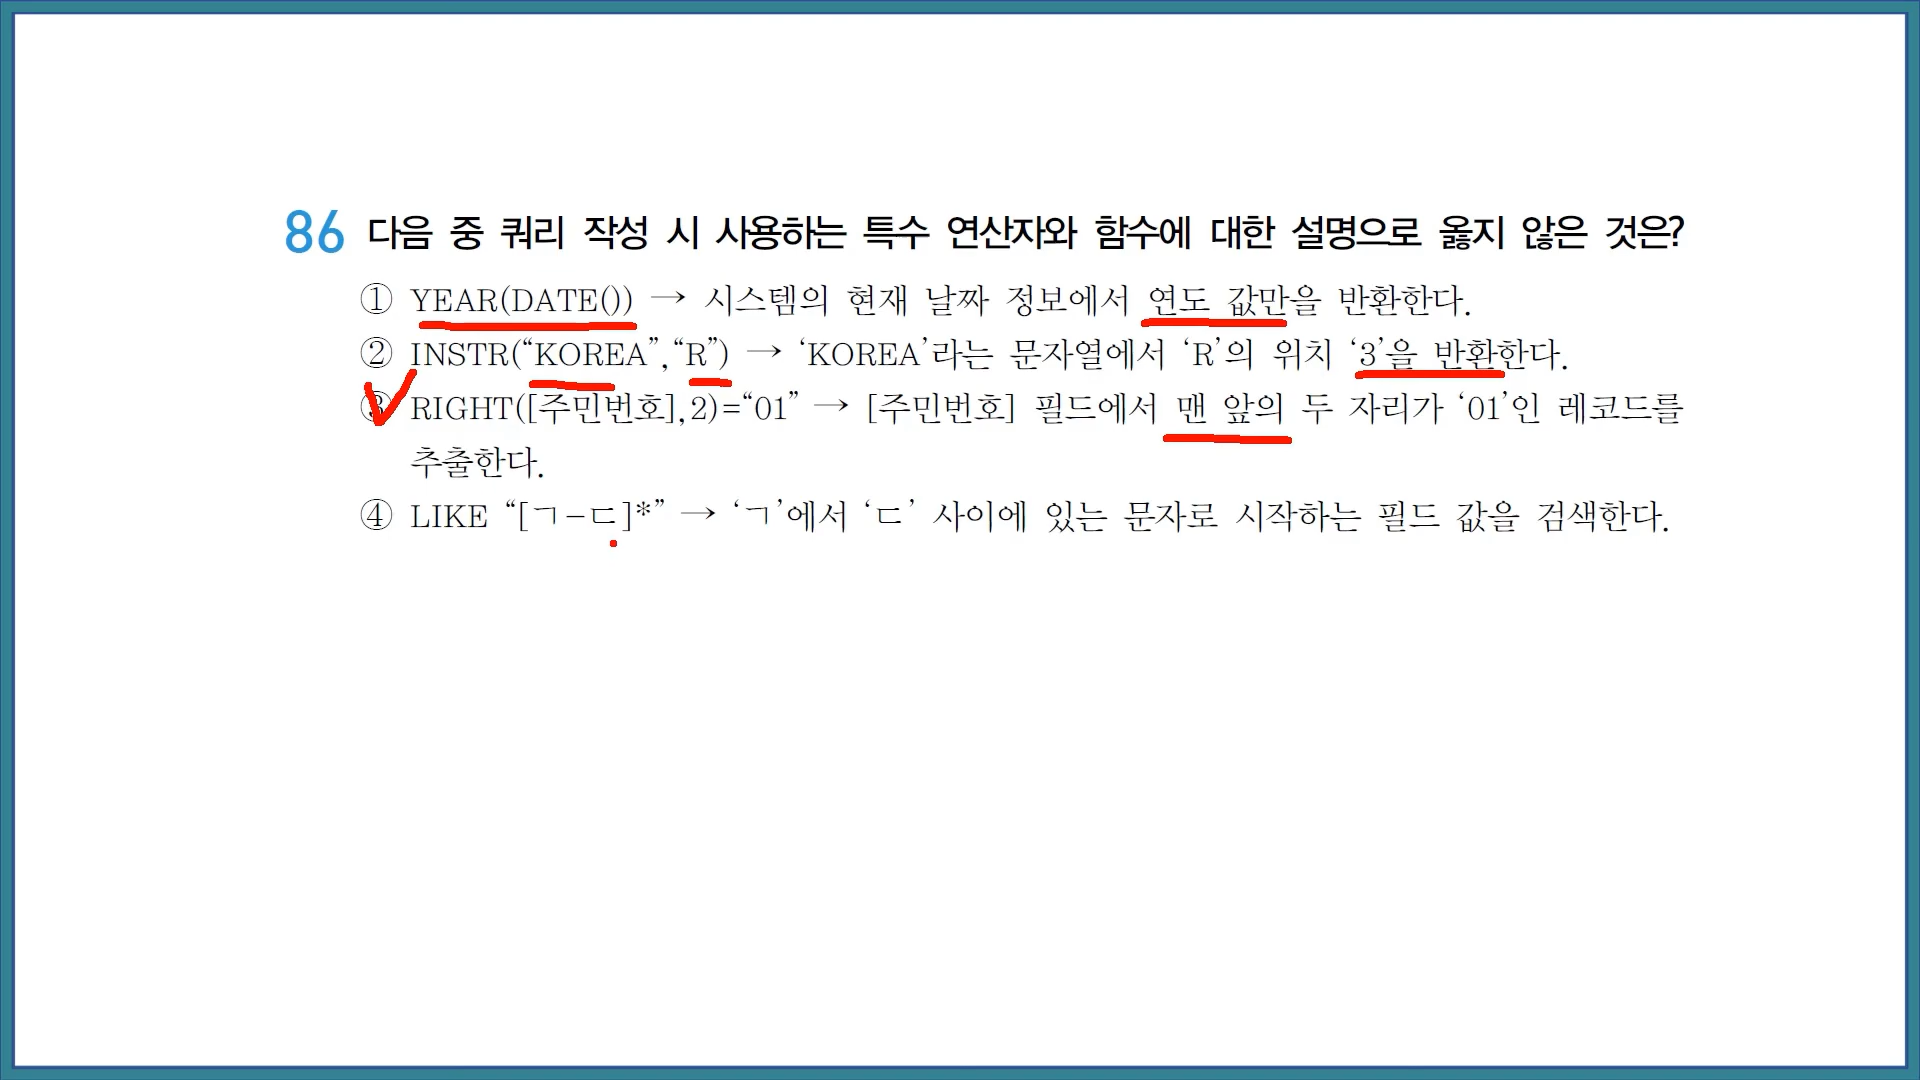 86 다음 중 쿼리 작성 시 사용하는 특수 연산자와 함수에 대한 설명으로 옳지 않은 것은?
① YEAR(DATE()) → 시스템의 현재 날짜 정보에서 연도 값만을 반환한다.
② INSTR(“KOREA”,“R”) → ‘KOREA’라는 문자열에서 ‘R’의 위치 ‘3’을 반환한다.
③ RIGHT([주민번호],2)=“01” → [주민번호] 필드에서 맨 앞의 두 자리가 ‘01’인 레코드를
추출한다.
④ LIKE “[ㄱ-ㄷ]*” → ‘ㄱ’에서 ‘ㄷ’ 사이에 있는 문자로 시작하는 필드 값을 검색한다.